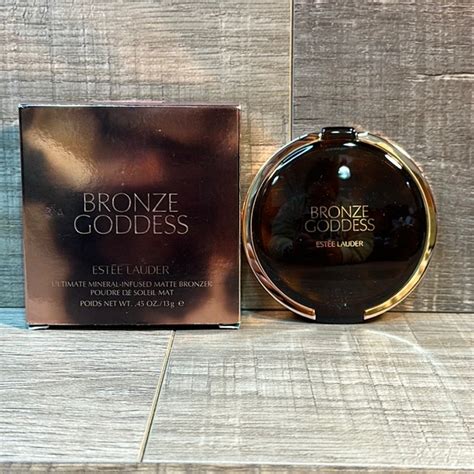 BRONZE
GODDESS
ESTĒE LAUDER
ULTIMATE MINERAL-INFUSED MATTE BRONZER
POUDRE DE SOLEIL MAT
POIDS NET WT. .45 OZ./13g ℮
BRONZE
GODDESS
ESTĒE LAUDER